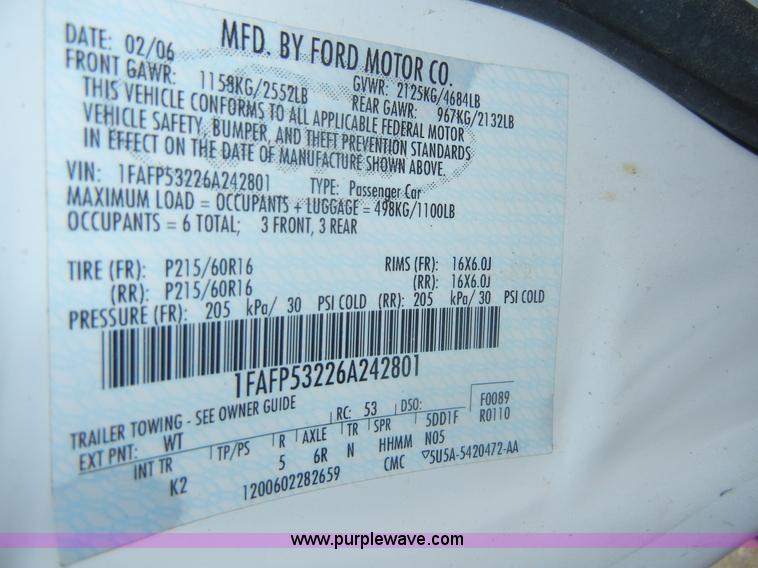 MFD. BY FORD MOTOR CO.
DATE: 02/06 GVWR: 2125KG/4684LB
FRONT GAWR: 1158KG/2552LB REAR GAWR: 967KG/2132LB
THIS VEHICLE CONFORMS TO ALL APPLICABLE FEDERAL MOTOR
VEHICLE SAFETY, BUMPER, AND THEFT PREVENTION STANDARDS
IN EFFECT ON THE DATE OF MANUFACTURE SHOWN ABOVE.
VIN: 1FAFP53226A242801 TYPE: Passenger Car
MAXIMUM LOAD = OCCUPANTS + LUGGAGE = 498KG/1100LB
OCCUPANTS = 6 TOTAL; 3 FRONT, 3 REAR
TIRE (FR): P215/60R16 RIMS (FR): 16X6.0J
(RR): P215/60R16 (RR): 16X6.0J
PRESSURE (FR): 205 kPa/ 30 PSI COLD (RR): 205 kPa/ 30 PSI COLD
1FAFP53226A242801
F0089
TRAILER TOWING - SEE OWNER GUIDE RC: 53 DSO: R0110
EXT PNT: WT 5DD1F
INT TR TP/PS R AXLE TR SPR N05
K2 5 6R N HHMM
1200602282659 CMC ▽5U5A-5420472-AA
www.purplewave.com